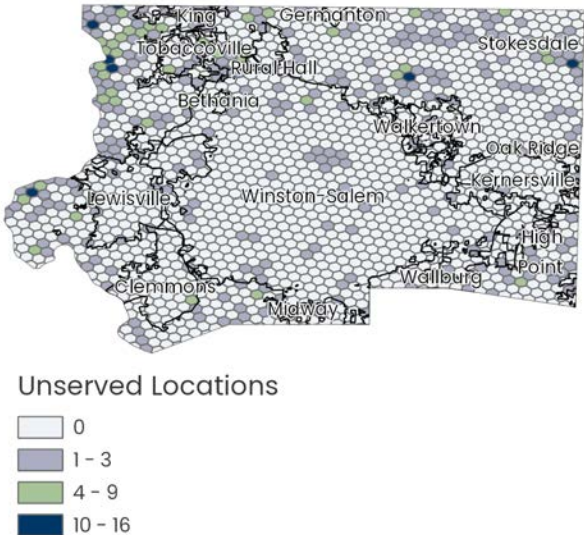 King
Germanton
Tobaccoville
Stokesdale
Rural Hall
Bethania
Walkertown
Oak Ridge
Kernersville
Lewisville
Winston-Salem
High
Point
Wallburg
Clemmons
Midway
Unserved Locations
0
1 - 3
4 - 9
10 - 16